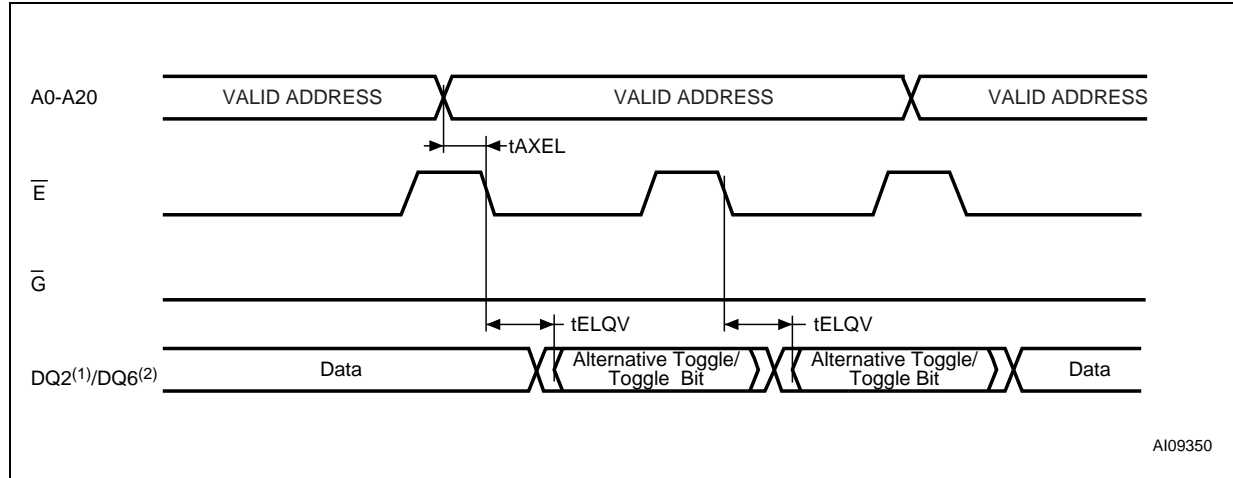 A0-A20 VALID ADDRESS VALID ADDRESS VALID ADDRESS
tAXEL
E̅
G̅
tELQV tELQV
DQ2(1)/DQ6(2) Data Alternative Toggle/ Toggle Bit Alternative Toggle/ Toggle Bit Data
AI09350